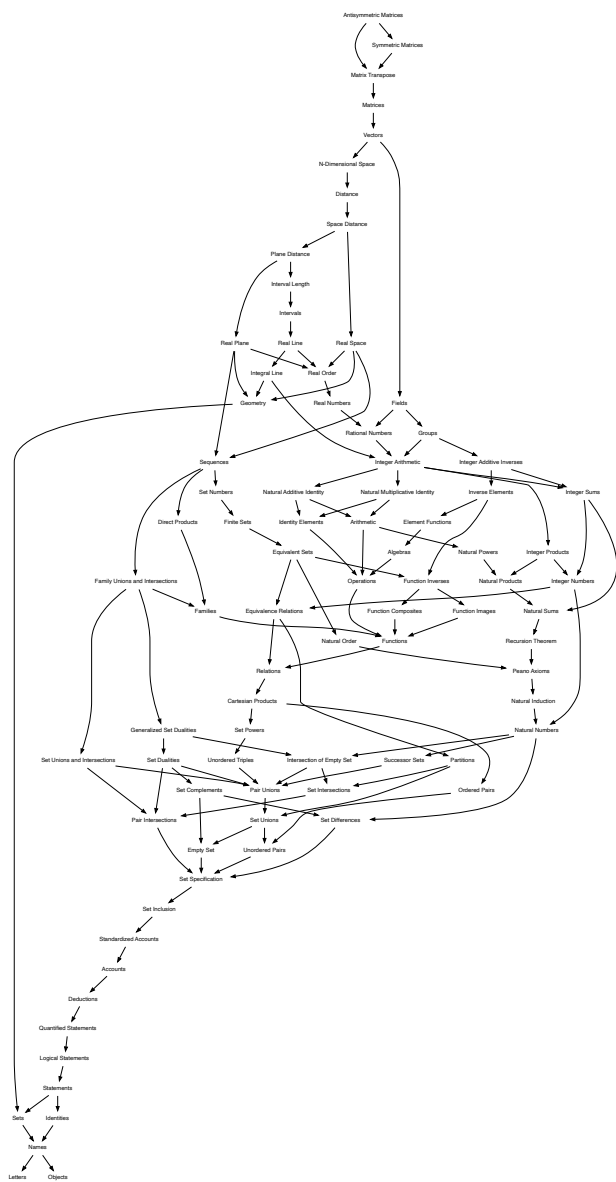 Antisymmetric Matrices
Symmetric Matrices
Matrix Transpose
Matrices
Vectors
N-Dimensional Space
Distance
Space Distance
Plane Distance
Interval Length
Intervals
Real Plane Real Line Real Space
Integral Line Real Order
Geometry Real Numbers Fields
Rational Numbers Groups
Sequences Integer Arithmetic Integer Additive Inverses
Set Numbers Natural Additive Identity Natural Multiplicative Identity Inverse Elements Integer Sums
Direct Products Finite Sets Identity Elements Arithmetic Element Functions
Equivalent Sets Algebras Natural Powers Integer Products
Family Unions and Intersections Operations Function Inverses Natural Products Integer Numbers
Families Equivalence Relations Function Composites Function Images Natural Sums
Natural Order Functions Recursion Theorem
Relations Peano Axioms
Cartesian Products Natural Induction
Generalized Set Dualities Set Powers Natural Numbers
Set Unions and Intersections Set Dualities Unordered Triples Intersection of Empty Set Successor Sets Partitions
Set Complements Pair Unions Set Intersections Ordered Pairs
Pair Intersections Set Unions Set Differences
Empty Set Unordered Pairs
Set Specification
Set Inclusion
Standardized Accounts
Accounts
Deductions
Quantified Statements
Logical Statements
Statements
Sets Identities
Names
Letters Objects